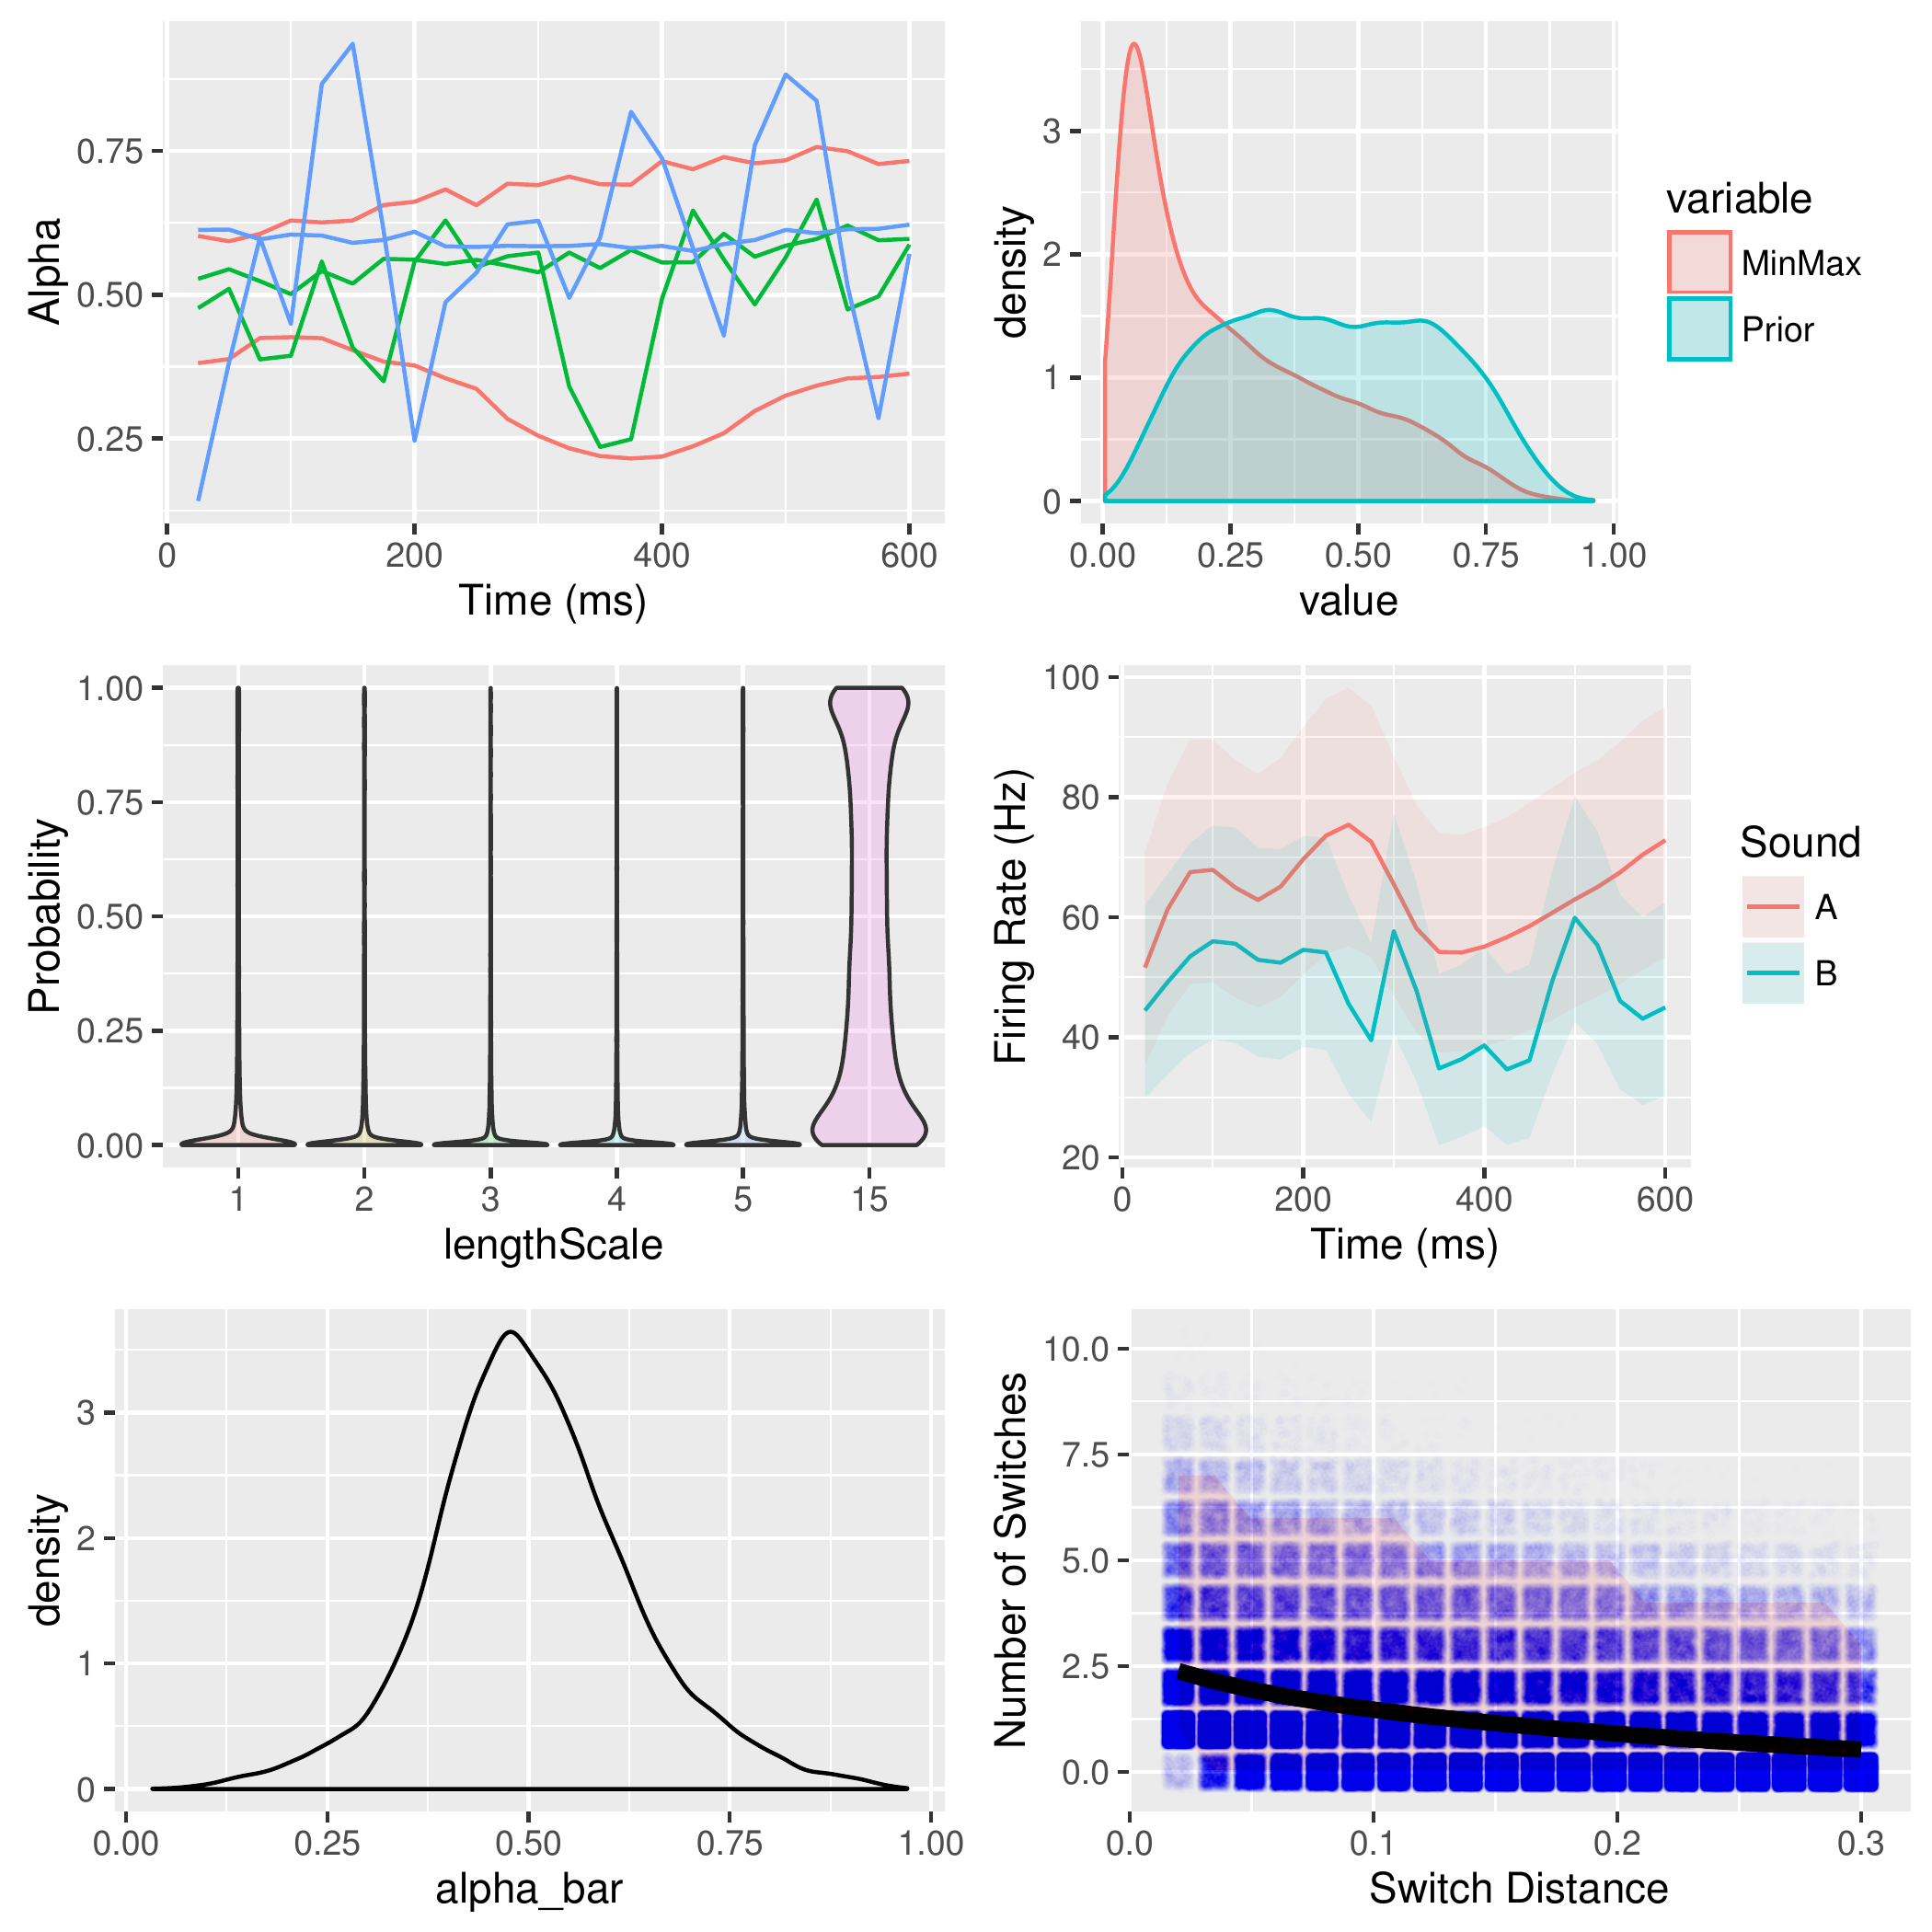 Alpha
0.75
0.50
0.25
0 200 400 600
Time (ms)
density
3
2
1
0
0.00 0.25 0.50 0.75 1.00
value
variable
MinMax
Prior
Probability
1.00
0.75
0.50
0.25
0.00
1 2 3 4 5 15
lengthScale
Firing Rate (Hz)
100
80
60
40
20
0 200 400 600
Time (ms)
Sound
A
B
density
3
2
1
0
0.00 0.25 0.50 0.75 1.00
alpha_bar
Number of Switches
10.0
7.5
5.0
2.5
0.0
0.0 0.1 0.2 0.3
Switch Distance